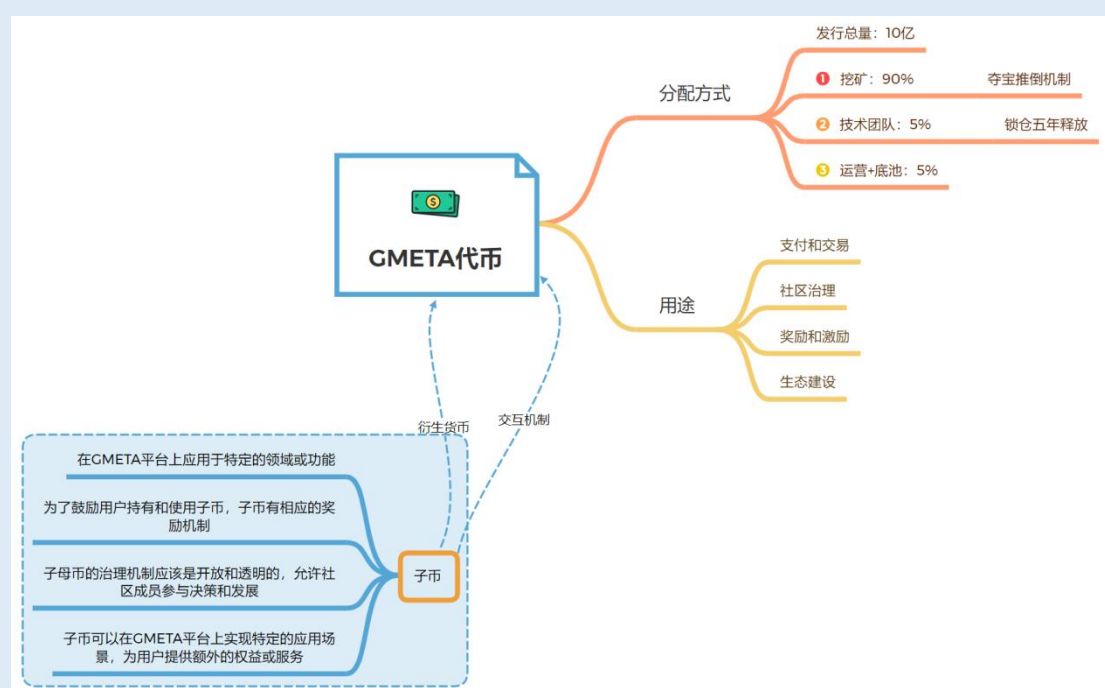 发行总量：10亿
分配方式
1 挖矿：90% 夺宝推倒机制
2 技术团队：5% 锁仓五年释放
3 运营+底池：5%
GMETA代币
用途
支付和交易
社区治理
奖励和激励
生态建设
衍生货币
交互机制
在GMETA平台上应用于特定的领域或功能
为了鼓励用户持有和使用子币，子币有相应的奖
励机制
子母币的治理机制应该是开放和透明的，允许社
区成员参与决策和发展
子币可以在GMETA平台上实现特定的应用场
景，为用户提供额外的权益或服务
子币